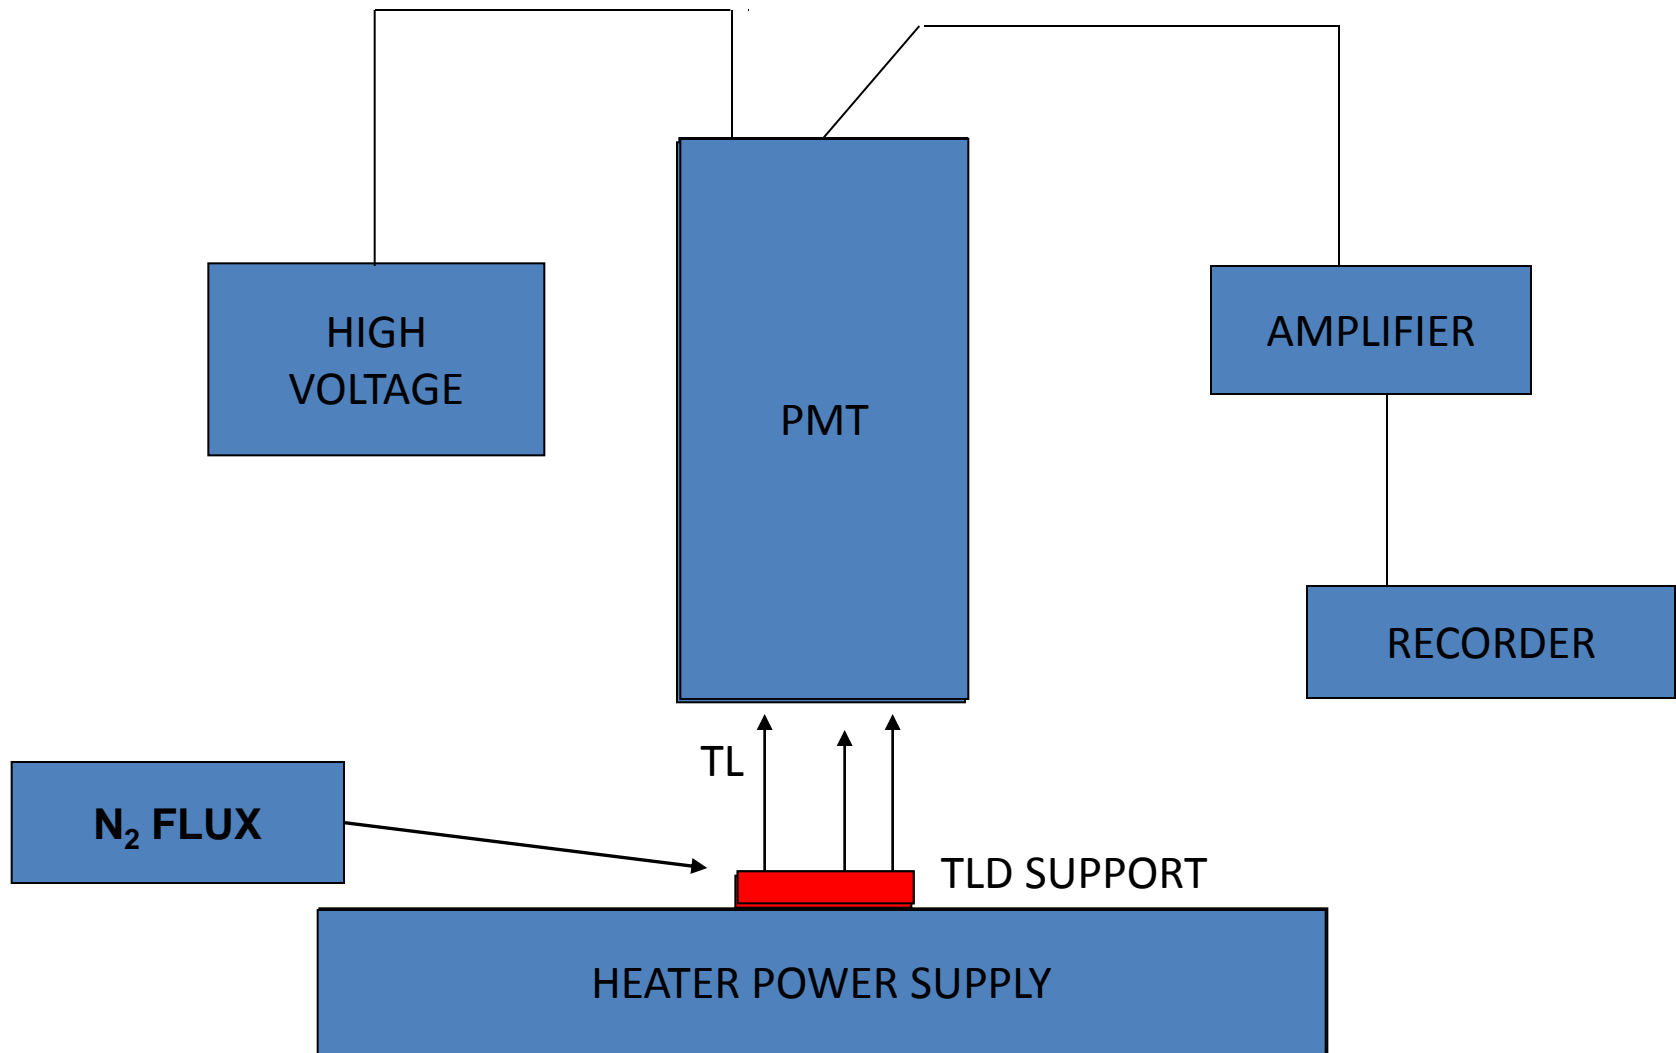 HIGH
VOLTAGE
PMT
AMPLIFIER
RECORDER
TL
N₂ FLUX
TLD SUPPORT
HEATER POWER SUPPLY